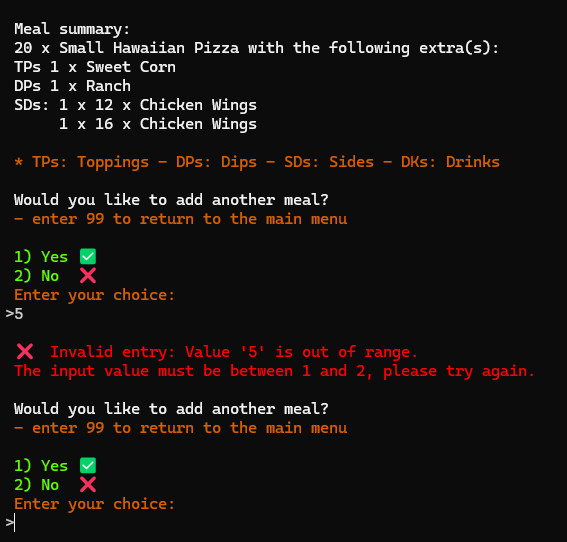 Meal summary:
20 x Small Hawaiian Pizza with the following extra(s):
TPs 1 x Sweet Corn
DPs 1 x Ranch
SDs: 1 x 12 x Chicken Wings
1 x 16 x Chicken Wings
* TPs: Toppings - DPs: Dips - SDs: Sides - DKs: Drinks
Would you like to add another meal?
- enter 99 to return to the main menu
1) Yes ✅
2) No ❌
Enter your choice:
>5
❌ Invalid entry: Value '5' is out of range.
The input value must be between 1 and 2, please try again.
Would you like to add another meal?
- enter 99 to return to the main menu
1) Yes ✅
2) No ❌
Enter your choice:
>